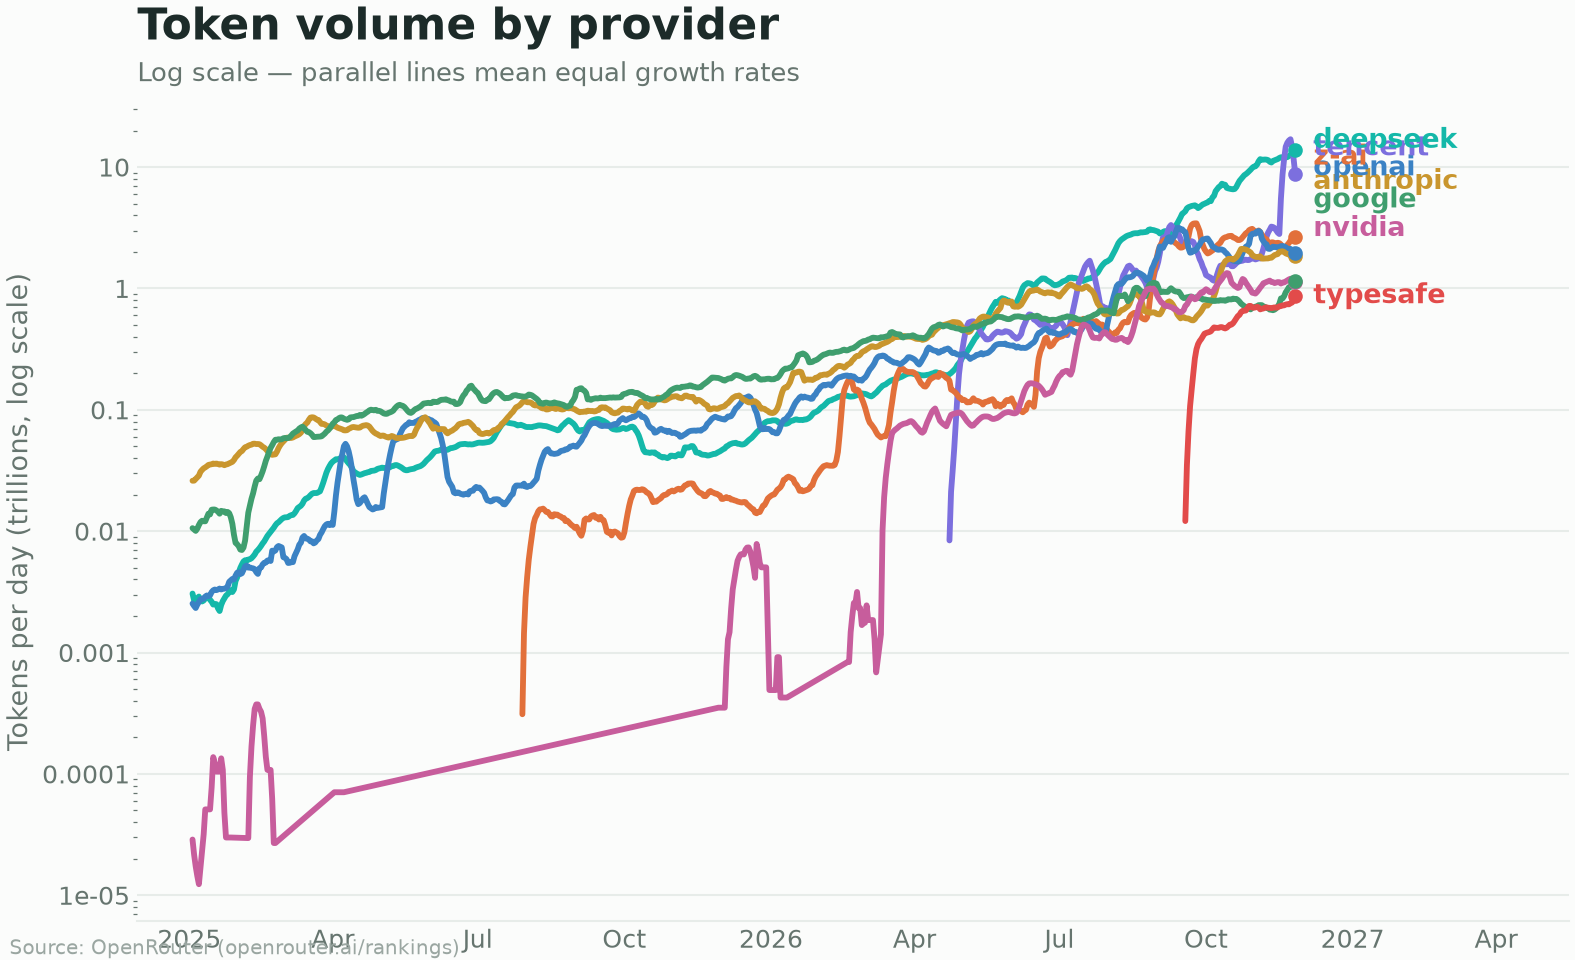 Token volume by provider
Log scale — parallel lines mean equal growth rates
Tokens per day (trillions, log scale)
10
1
0.1
0.01
0.001
0.0001
1e-05
deepseek
tencent
z-ai
openai
anthropic
google
nvidia
typesafe
2025 Apr Jul Oct 2026 Apr Jul Oct 2027 Apr
Source: OpenRouter (openrouter.ai/rankings)